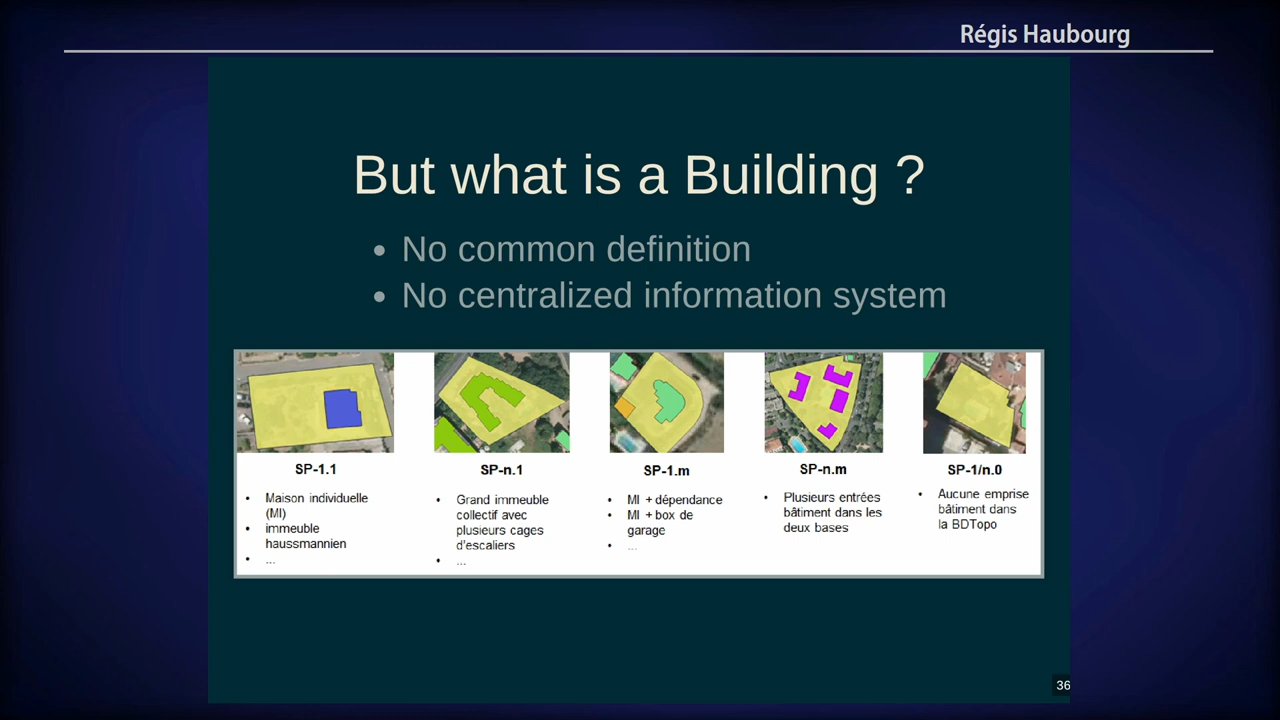 Régis Haubourg
But what is a Building ?
• No common definition
• No centralized information system
SP-1.1
• Maison individuelle
(MI)
• immeuble
haussmannien
• ...
SP-n.1
• Grand immeuble
collectif avec
plusieurs cages
d'escaliers
• ...
SP-1.m
• MI + dépendance
• MI + box de
garage
• ...
SP-n.m
• Plusieurs entrées
bâtiment dans les
deux bases
SP-1/n.0
• Aucune emprise
bâtiment dans
la BDTopo
36